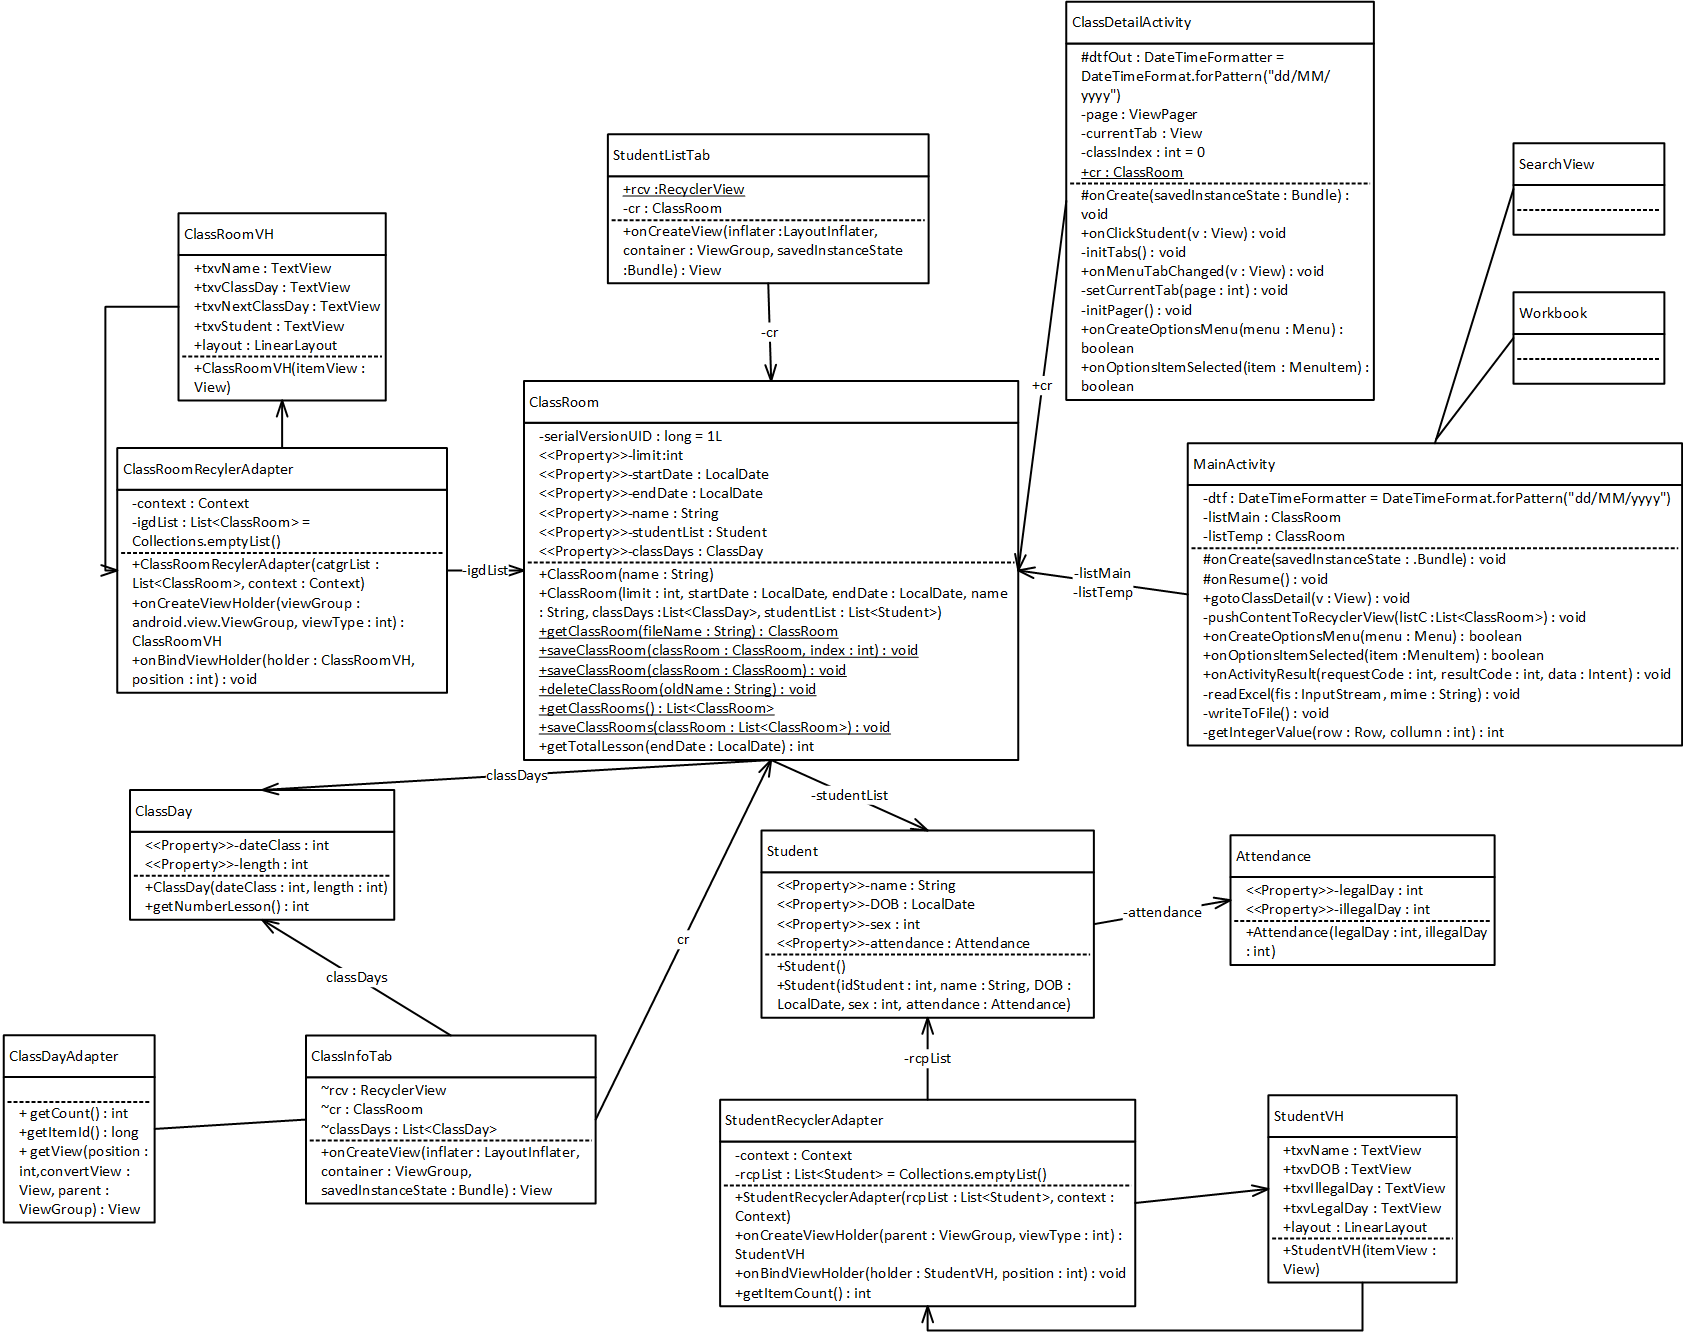 ClassDetailActivity
#dtfOut : DateTimeFormatter =
DateTimeFormat.forPattern("dd/MM/
yyyy")
-page : ViewPager
-currentTab : View
-classIndex : int = 0
+cr : ClassRoom
#onCreate(savedInstanceState : Bundle) :
void
+onClickStudent(v : View) : void
-initTabs() : void
+onMenuTabChanged(v : View) : void
-setCurrentTab(page : int) : void
-initPager() : void
+onCreateOptionsMenu(menu : Menu) :
boolean
+onOptionsItemSelected(item : MenuItem) :
boolean
StudentListTab
+rcv :RecyclerView
-cr : ClassRoom
+onCreateView(inflater :LayoutInflater,
container : ViewGroup, savedInstanceState
:Bundle) : View
SearchView
Workbook
ClassRoomVH
+txvName : TextView
+txvClassDay : TextView
+txvNextClassDay : TextView
+txvStudent : TextView
+layout : LinearLayout
+ClassRoomVH(itemView :
View)
-cr
+cr
ClassRoomRecylerAdapter
-context : Context
-igdList : List<ClassRoom> =
Collections.emptyList()
+ClassRoomRecylerAdapter(catgrList :
List<ClassRoom>, context : Context)
+onCreateViewHolder(viewGroup :
android.view.ViewGroup, viewType : int) :
ClassRoomVH
+onBindViewHolder(holder : ClassRoomVH,
position : int) : void
-igdList
ClassRoom
-serialVersionUID : long = 1L
<<Property>>-limit:int
<<Property>>-startDate : LocalDate
<<Property>>-endDate : LocalDate
<<Property>>-name : String
<<Property>>-studentList : Student
<<Property>>-classDays : ClassDay
+ClassRoom(name : String)
+ClassRoom(limit : int, startDate : LocalDate, endDate : LocalDate, name
: String, classDays :List<ClassDay>, studentList : List<Student>)
+getClassRoom(fileName : String) : ClassRoom
+saveClassRoom(classRoom : ClassRoom, index : int) : void
+saveClassRoom(classRoom : ClassRoom) : void
+deleteClassRoom(oldName : String) : void
+getClassRooms() : List<ClassRoom>
+saveClassRooms(classRoom : List<ClassRoom>) : void
+getTotalLesson(endDate : LocalDate) : int
-listMain
-listTemp
MainActivity
-dtf : DateTimeFormatter = DateTimeFormat.forPattern("dd/MM/yyyy")
-listMain : ClassRoom
-listTemp : ClassRoom
#onCreate(savedInstanceState : .Bundle) : void
#onResume() : void
+gotoClassDetail(v : View) : void
-pushContentToRecyclerView(listC :List<ClassRoom>) : void
+onCreateOptionsMenu(menu : Menu) : boolean
+onOptionsItemSelected(item :MenuItem) : boolean
+onActivityResult(requestCode : int, resultCode : int, data : Intent) : void
-readExcel(fis : InputStream, mime : String) : void
-writeToFile() : void
-getIntegerValue(row : Row, collumn : int) : int
classDays
-studentList
ClassDay
<<Property>>-dateClass : int
<<Property>>-length : int
+ClassDay(dateClass : int, length : int)
+getNumberLesson() : int
Student
<<Property>>-name : String
<<Property>>-DOB : LocalDate
<<Property>>-sex : int
<<Property>>-attendance : Attendance
+Student()
+Student(idStudent : int, name : String, DOB :
LocalDate, sex : int, attendance : Attendance)
-attendance
Attendance
<<Property>>-legalDay : int
<<Property>>-illegalDay : int
+Attendance(legalDay : int, illegalDay
: int)
cr
classDays
ClassDayAdapter
+ getCount() : int
+getItemId() : long
+ getView(position :
int,convertView :
View, parent :
ViewGroup) : View
ClassInfoTab
~rcv : RecyclerView
~cr : ClassRoom
~classDays : List<ClassDay>
+onCreateView(inflater : LayoutInflater,
container : ViewGroup,
savedInstanceState : Bundle) : View
-rcpList
StudentRecyclerAdapter
-context : Context
-rcpList : List<Student> = Collections.emptyList()
+StudentRecyclerAdapter(rcpList : List<Student>, context :
Context)
+onCreateViewHolder(parent : ViewGroup, viewType : int) :
StudentVH
+onBindViewHolder(holder : StudentVH, position : int) : void
+getItemCount() : int
StudentVH
+txvName : TextView
+txvDOB : TextView
+txvIllegalDay : TextView
+txvLegalDay : TextView
+layout : LinearLayout
+StudentVH(itemView :
View)